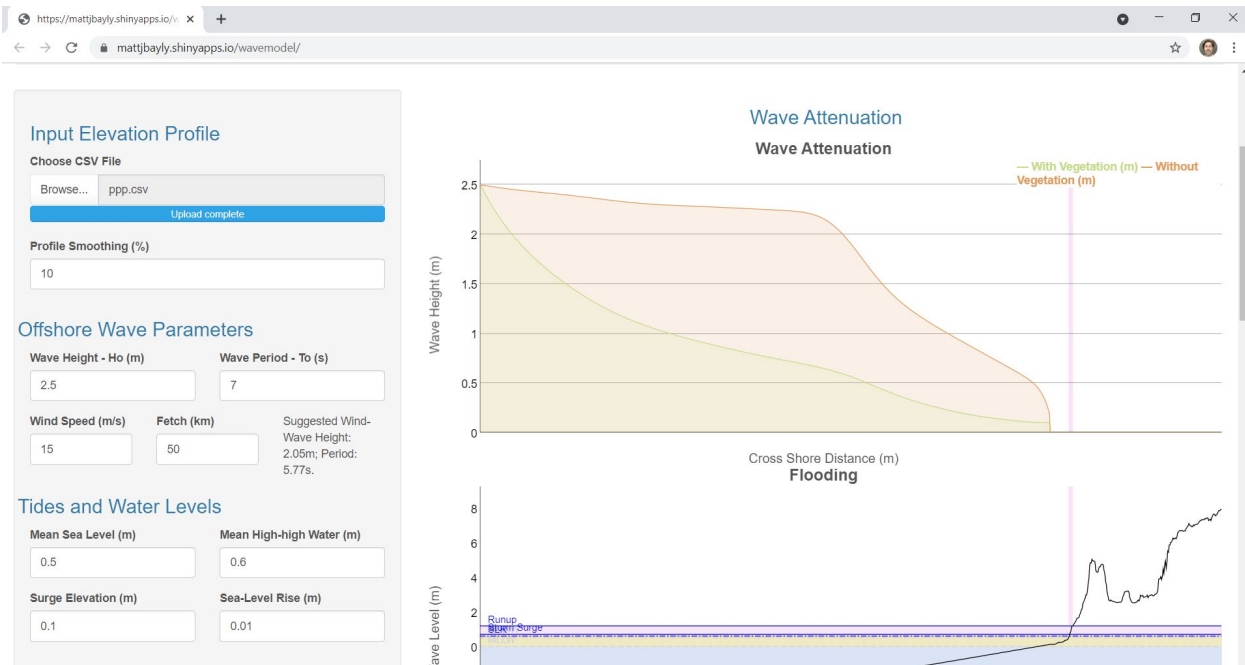 https://mattjbayly.shinyapps.io/w
mattjbayly.shinyapps.io/wavemodel/
Input Elevation Profile
Choose CSV File
Browse... ppp.csv
Upload complete
Profile Smoothing (%)
10
Offshore Wave Parameters
Wave Height - Ho (m) Wave Period - To (s)
2.5 7
Wind Speed (m/s) Fetch (km)
15 50
Suggested Wind-
Wave Height:
2.05m; Period:
5.77s.
Tides and Water Levels
Mean Sea Level (m) Mean High-high Water (m)
0.5 0.6
Surge Elevation (m) Sea-Level Rise (m)
0.1 0.01
Wave Attenuation
Wave Attenuation
— With Vegetation (m) — Without
Vegetation (m)
Wave Height (m)
2.5
2
1.5
1
0.5
0
Cross Shore Distance (m)
Flooding
ave Level (m)
8
6
4
2
0
Runup
Surge